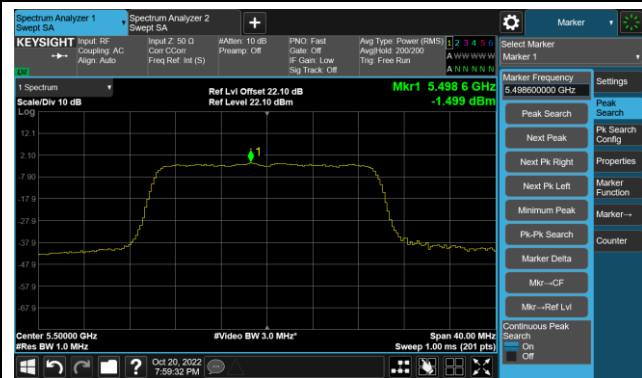 Spectrum Analyzer 1
Swept SA
Spectrum Analyzer 2
Swept SA
+
Marker
KEYSIGHT
Input: RF
Coupling: AC
Align: Auto
Input Z: 50 Ω
Corr CCorr
Freq Ref: Int (S)
#Atten: 10 dB
Preamp: Off
PNO: Fast
Gate: Off
IF Gain: Low
Sig Track: Off
Avg Type: Power (RMS)
Avg|Hold: 200/200
Trig: Free Run
1 2 3 4 5 6
A W W W W W
A N N N N N
LXI
Select Marker
Marker 1
1 Spectrum
Scale/Div 10 dB
Ref Lvl Offset 22.10 dB
Ref Level 22.10 dBm
Mkr1 5.498 6 GHz
-1.499 dBm
Log
12.1
2.10
-7.90
-17.9
-27.9
-37.9
-47.9
-57.9
-67.9
1
Center 5.50000 GHz
#Res BW 1.0 MHz
#Video BW 3.0 MHz*
Span 40.00 MHz
Sweep 1.00 ms (201 pts)
Marker Frequency
5.498600000 GHz
Peak Search
Next Peak
Next Pk Right
Next Pk Left
Minimum Peak
Pk-Pk Search
Marker Delta
Mkr→CF
Mkr→Ref Lvl
Continuous Peak
Search
On
Off
Settings
Peak
Search
Pk Search
Config
Properties
Marker
Function
Marker→
Counter
?
Oct 20, 2022
7:59:32 PM